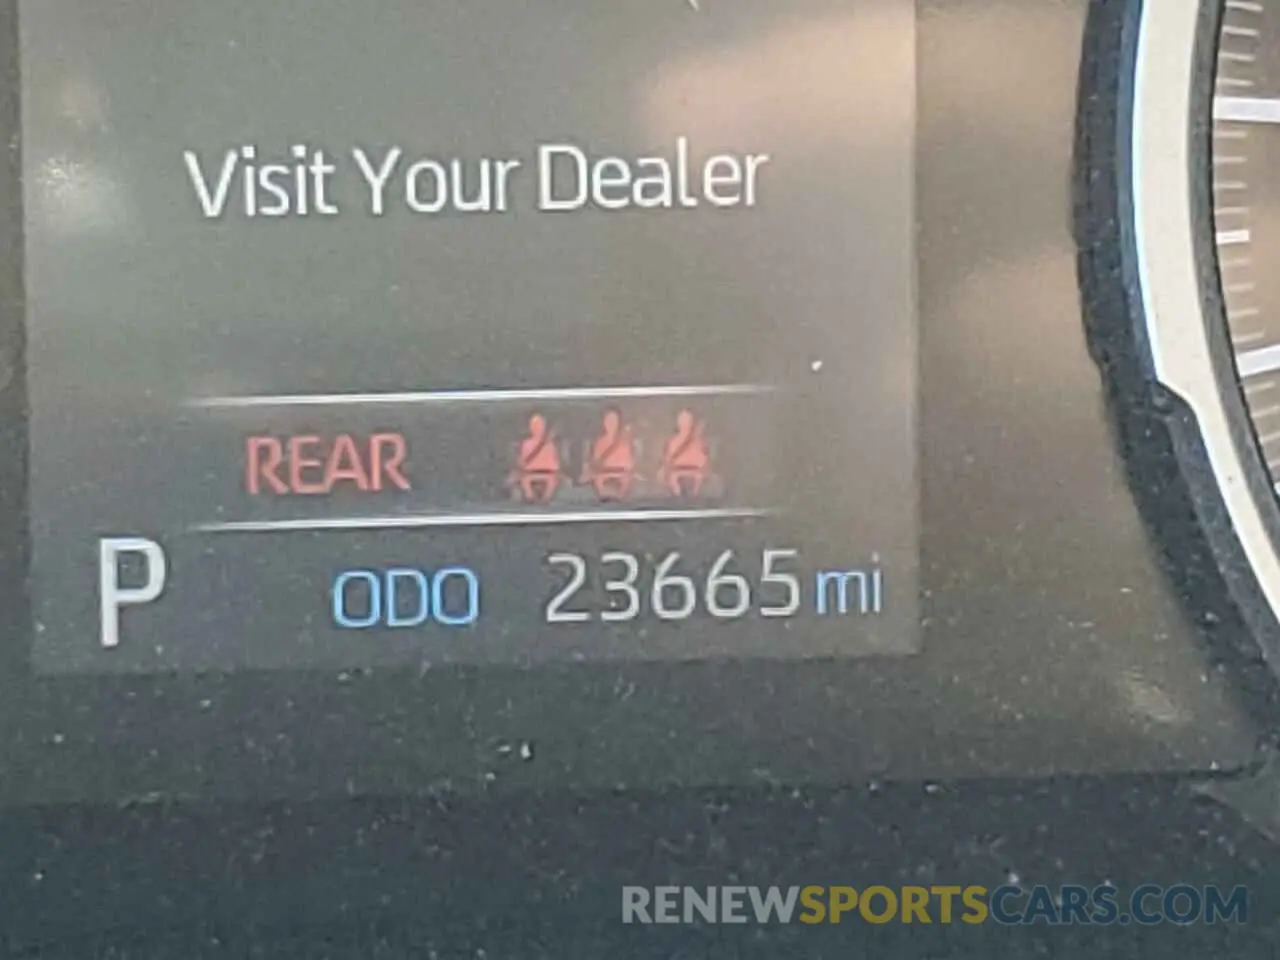 Visit Your Dealer
REAR
P ODO 23665 mi
RENEWSPORTSCARS.COM